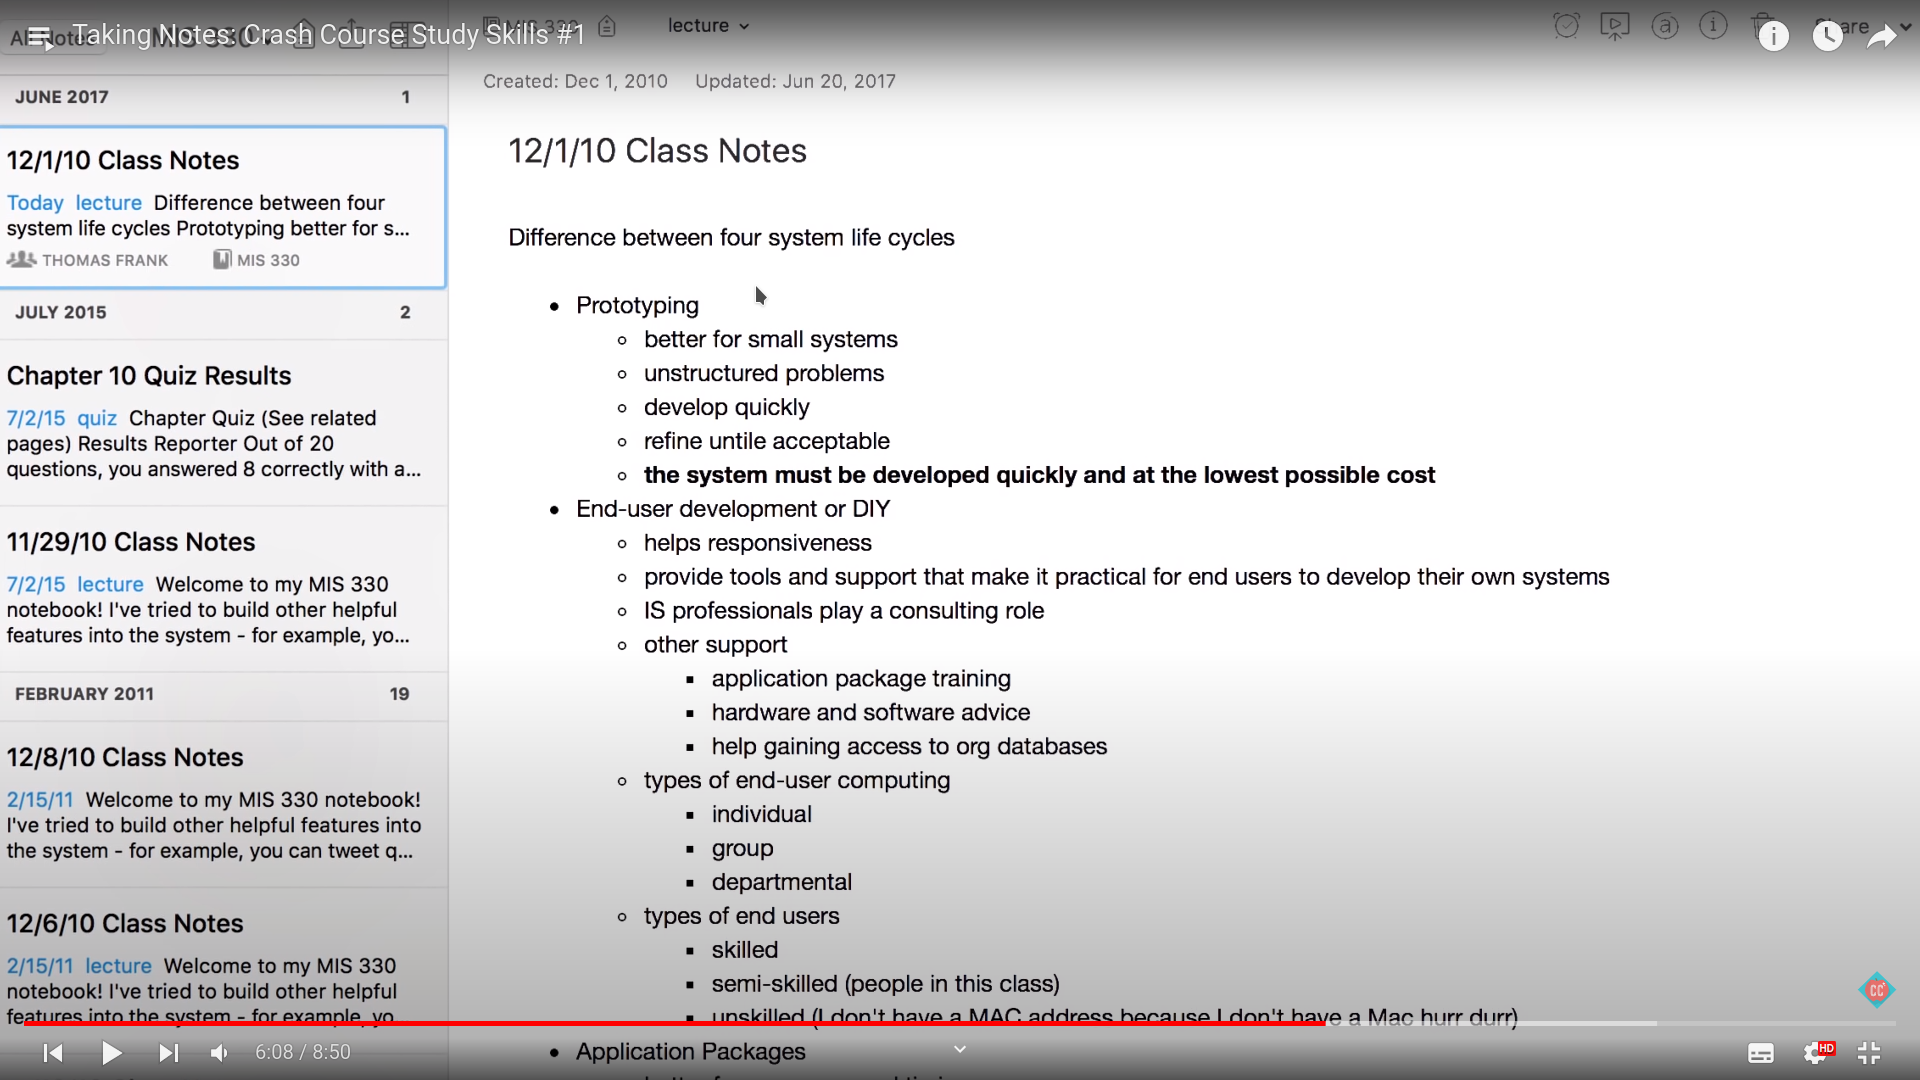 Taking Notes: Crash Course Study Skills #1
MIS 330
lecture
Share
Created: Dec 1, 2010 Updated: Jun 20, 2017
JUNE 2017 1
12/1/10 Class Notes
Today lecture Difference between four
system life cycles Prototyping better for s...
THOMAS FRANK MIS 330
JULY 2015 2
Chapter 10 Quiz Results
7/2/15 quiz Chapter Quiz (See related
pages) Results Reporter Out of 20
questions, you answered 8 correctly with a...
11/29/10 Class Notes
7/2/15 lecture Welcome to my MIS 330
notebook! I've tried to build other helpful
features into the system - for example, yo...
FEBRUARY 2011 19
12/8/10 Class Notes
2/15/11 Welcome to my MIS 330 notebook!
I've tried to build other helpful features into
the system - for example, you can tweet q...
12/6/10 Class Notes
2/15/11 lecture Welcome to my MIS 330
notebook! I've tried to build other helpful
features into the system - for example, yo
12/1/10 Class Notes
Difference between four system life cycles
• Prototyping
◦ better for small systems
◦ unstructured problems
◦ develop quickly
◦ refine untile acceptable
◦ the system must be developed quickly and at the lowest possible cost
• End-user development or DIY
◦ helps responsiveness
◦ provide tools and support that make it practical for end users to develop their own systems
◦ IS professionals play a consulting role
◦ other support
▪ application package training
▪ hardware and software advice
▪ help gaining access to org databases
◦ types of end-user computing
▪ individual
▪ group
▪ departmental
◦ types of end users
▪ skilled
▪ semi-skilled (people in this class)
▪ unskilled (I don't have a MAC address because I don't have a Mac hurr durr)
• Application Packages
CC
6:08 / 8:50
HD